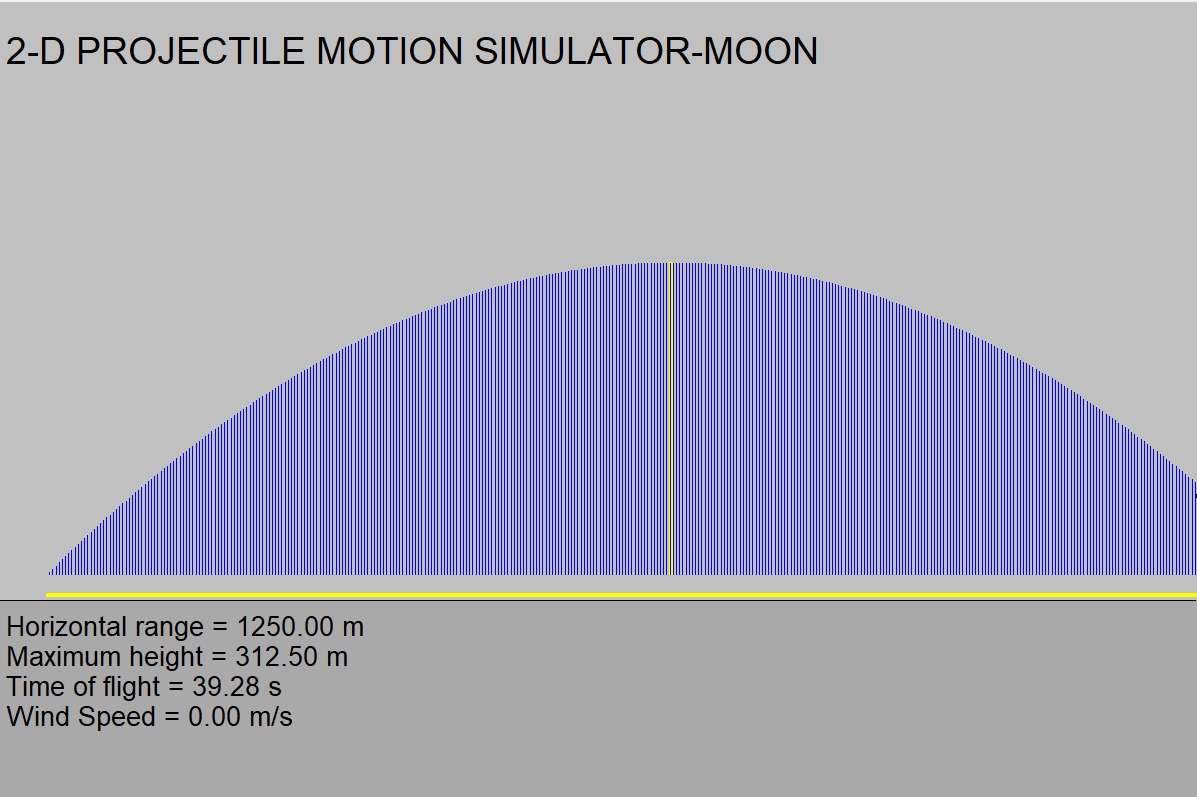 2-D PROJECTILE MOTION SIMULATOR-MOON
Horizontal range = 1250.00 m
Maximum height = 312.50 m
Time of flight = 39.28 s
Wind Speed = 0.00 m/s